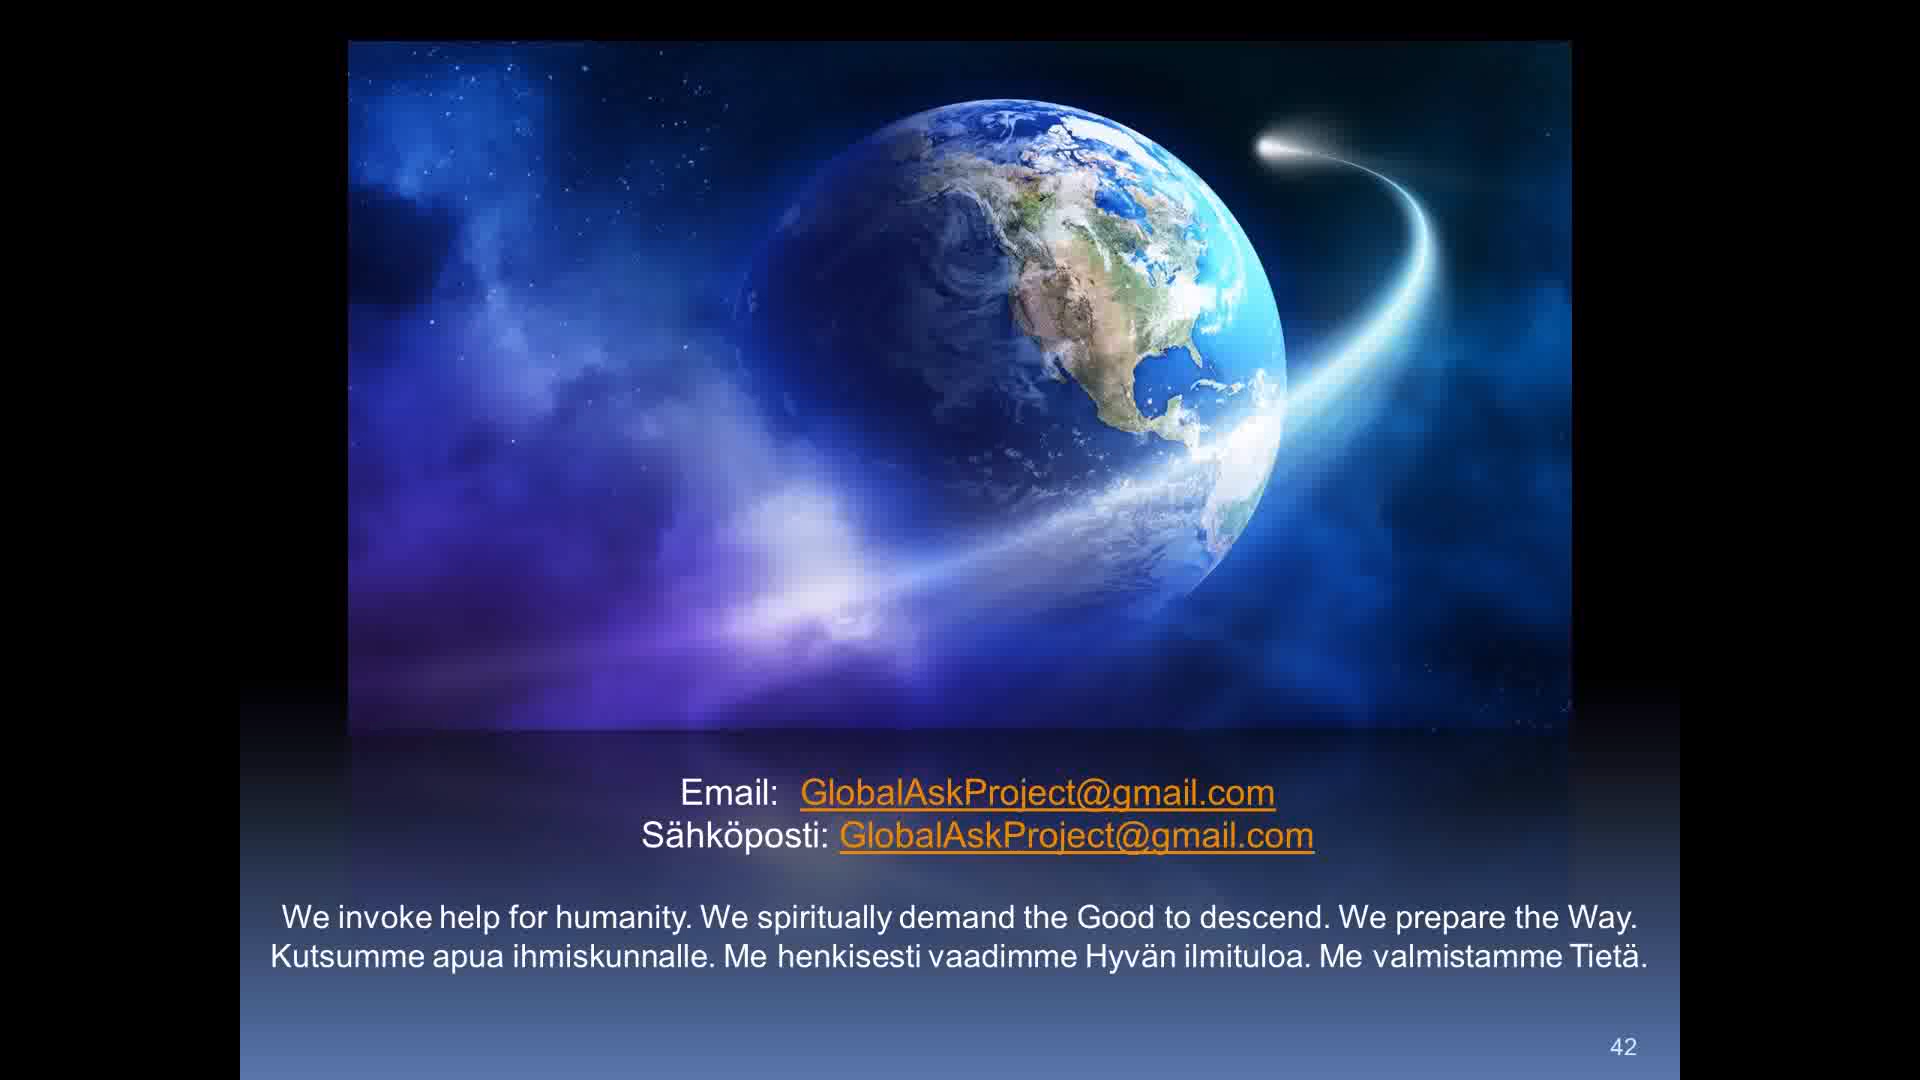 Email: GlobalAskProject@gmail.com
Sähköposti: GlobalAskProject@gmail.com
We invoke help for humanity. We spiritually demand the Good to descend. We prepare the Way.
Kutsumme apua ihmiskunnalle. Me henkisesti vaadimme Hyvän ilmituloa. Me valmistamme Tietä.
42